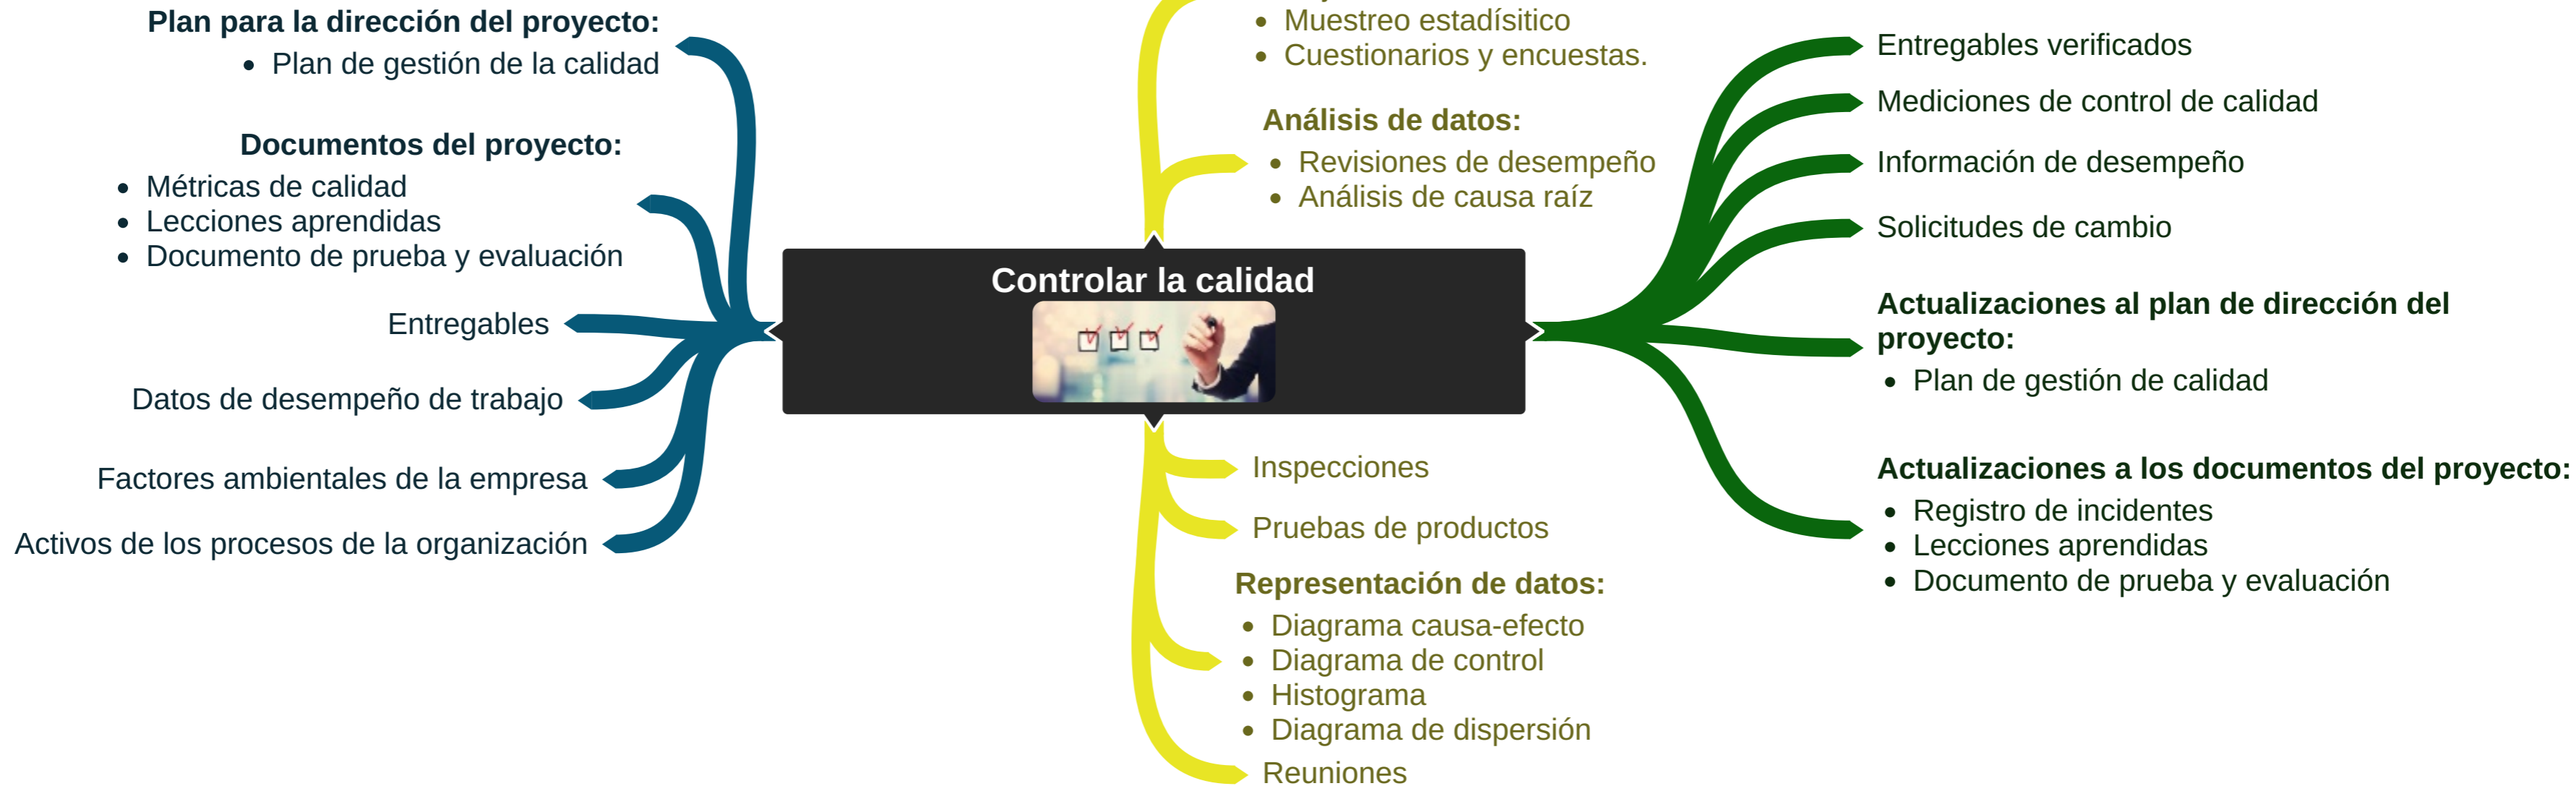 Plan para la dirección del proyecto:
Plan de gestión de la calidad
Documentos del proyecto:
Métricas de calidad
Lecciones aprendidas
Documento de prueba y evaluación
Entregables
Datos de desempeño de trabajo
Factores ambientales de la empresa
Activos de los procesos de la organización
Muestreo estadísitico
Cuestionarios y encuestas.
Análisis de datos:
Revisiones de desempeño
Análisis de causa raíz
Controlar la calidad
Inspecciones
Pruebas de productos
Representación de datos:
Diagrama causa-efecto
Diagrama de control
Histograma
Diagrama de dispersión
Reuniones
Entregables verificados
Mediciones de control de calidad
Información de desempeño
Solicitudes de cambio
Actualizaciones al plan de dirección del
proyecto:
Plan de gestión de calidad
Actualizaciones a los documentos del proyecto:
Registro de incidentes
Lecciones aprendidas
Documento de prueba y evaluación